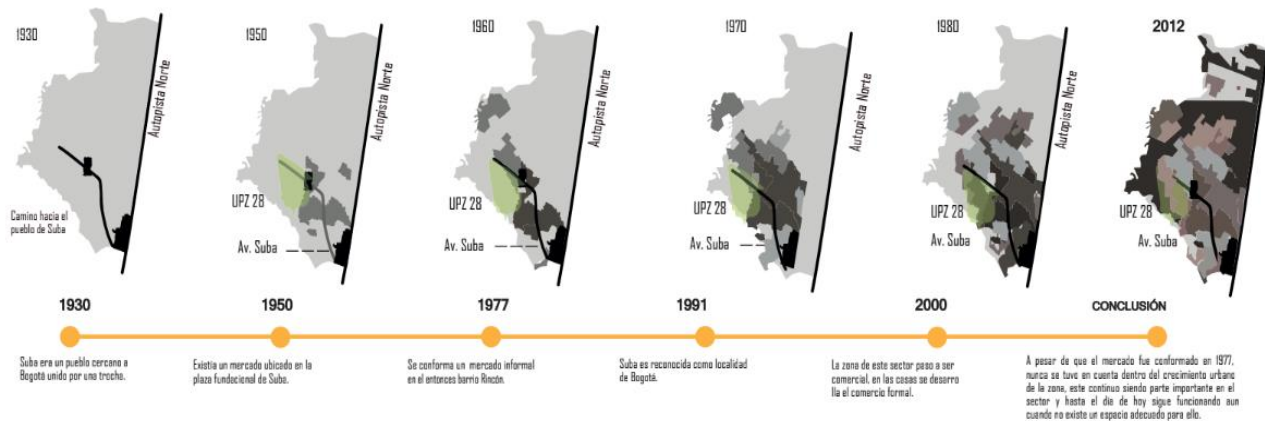 1930
Autopista Norte
Camino hacia el
pueblo de Suba
1950
Autopista Norte
UPZ 28
Av. Suba
1960
Autopista Norte
UPZ 28
Av. Suba
1970
Autopista Norte
UPZ 28
Av. Suba
1980
Autopista Norte
UPZ 28
Av. Suba
2012
Autopista Norte
UPZ 28
Av. Suba
1930
Suba era un pueblo cercano a
Bogotá unido por una trocha.
1950
Existía un mercado ubicado en la
plaza fundacional de Suba.
1977
Se conforma un mercado informal
en el entonces barrio Rincón.
1991
Suba es reconocida como localidad
de Bogotá.
2000
La zona de este sector paso a ser
comercial, en las casas se desarro
lla el comercio formal.
CONCLUSIÓN
A pesar de que el mercado fue conformado en 1977,
nunca se tuvo en cuenta dentro del crecimiento urbano
de la zona, este continuo siendo parte importante en el
sector y hasta el día de hoy sigue funcionando aun
cuando no existe un espacio adecuado para ello.